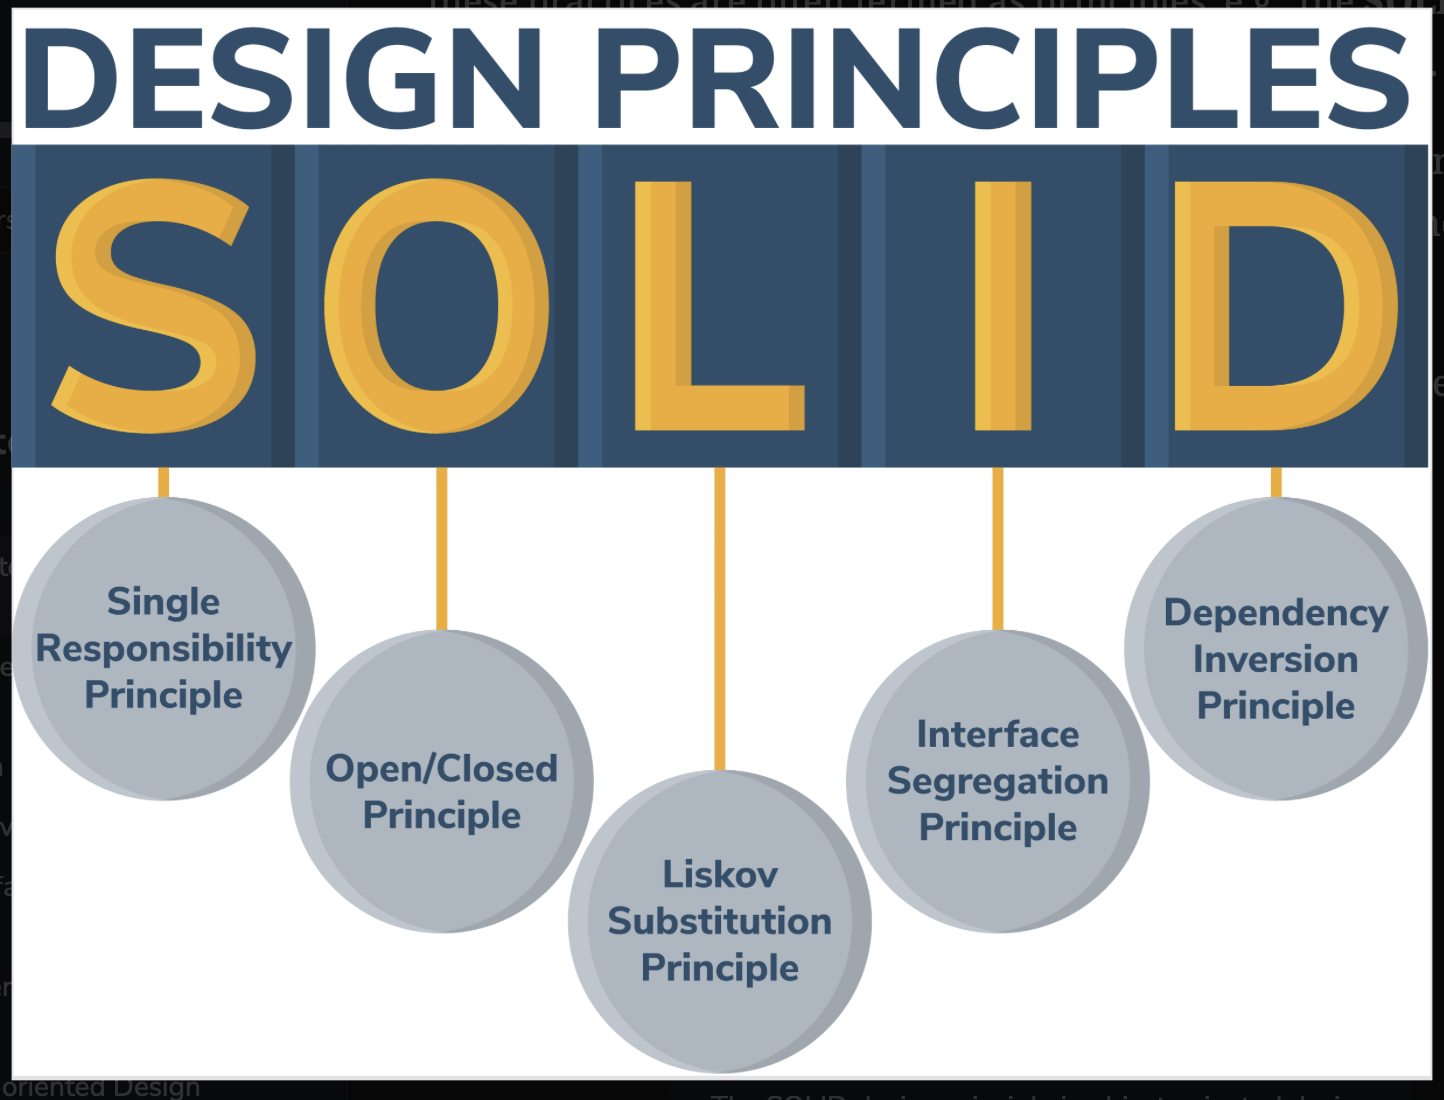 DESIGN PRINCIPLES
SOLID
Single
Responsibility
Principle
Open/Closed
Principle
Liskov
Substitution
Principle
Interface
Segregation
Principle
Dependency
Inversion
Principle
oriented Design